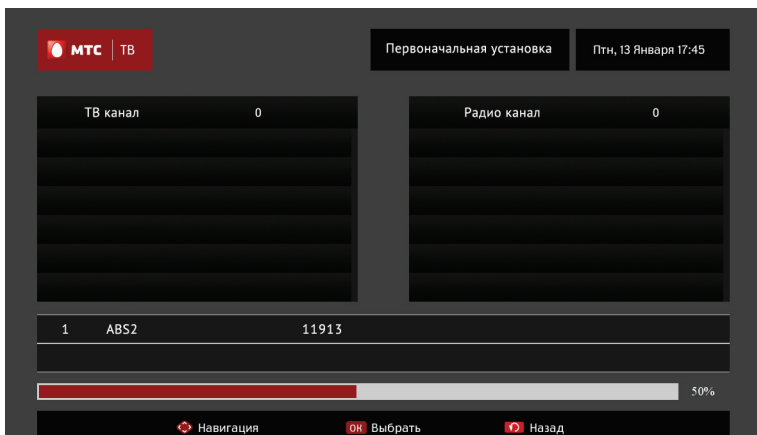 МТС ТВ
Первоначальная установка
Птн, 13 Января 17:45
ТВ канал 0
Радио канал 0
1 ABS2 11913
50%
Навигация
OK Выбрать
Назад